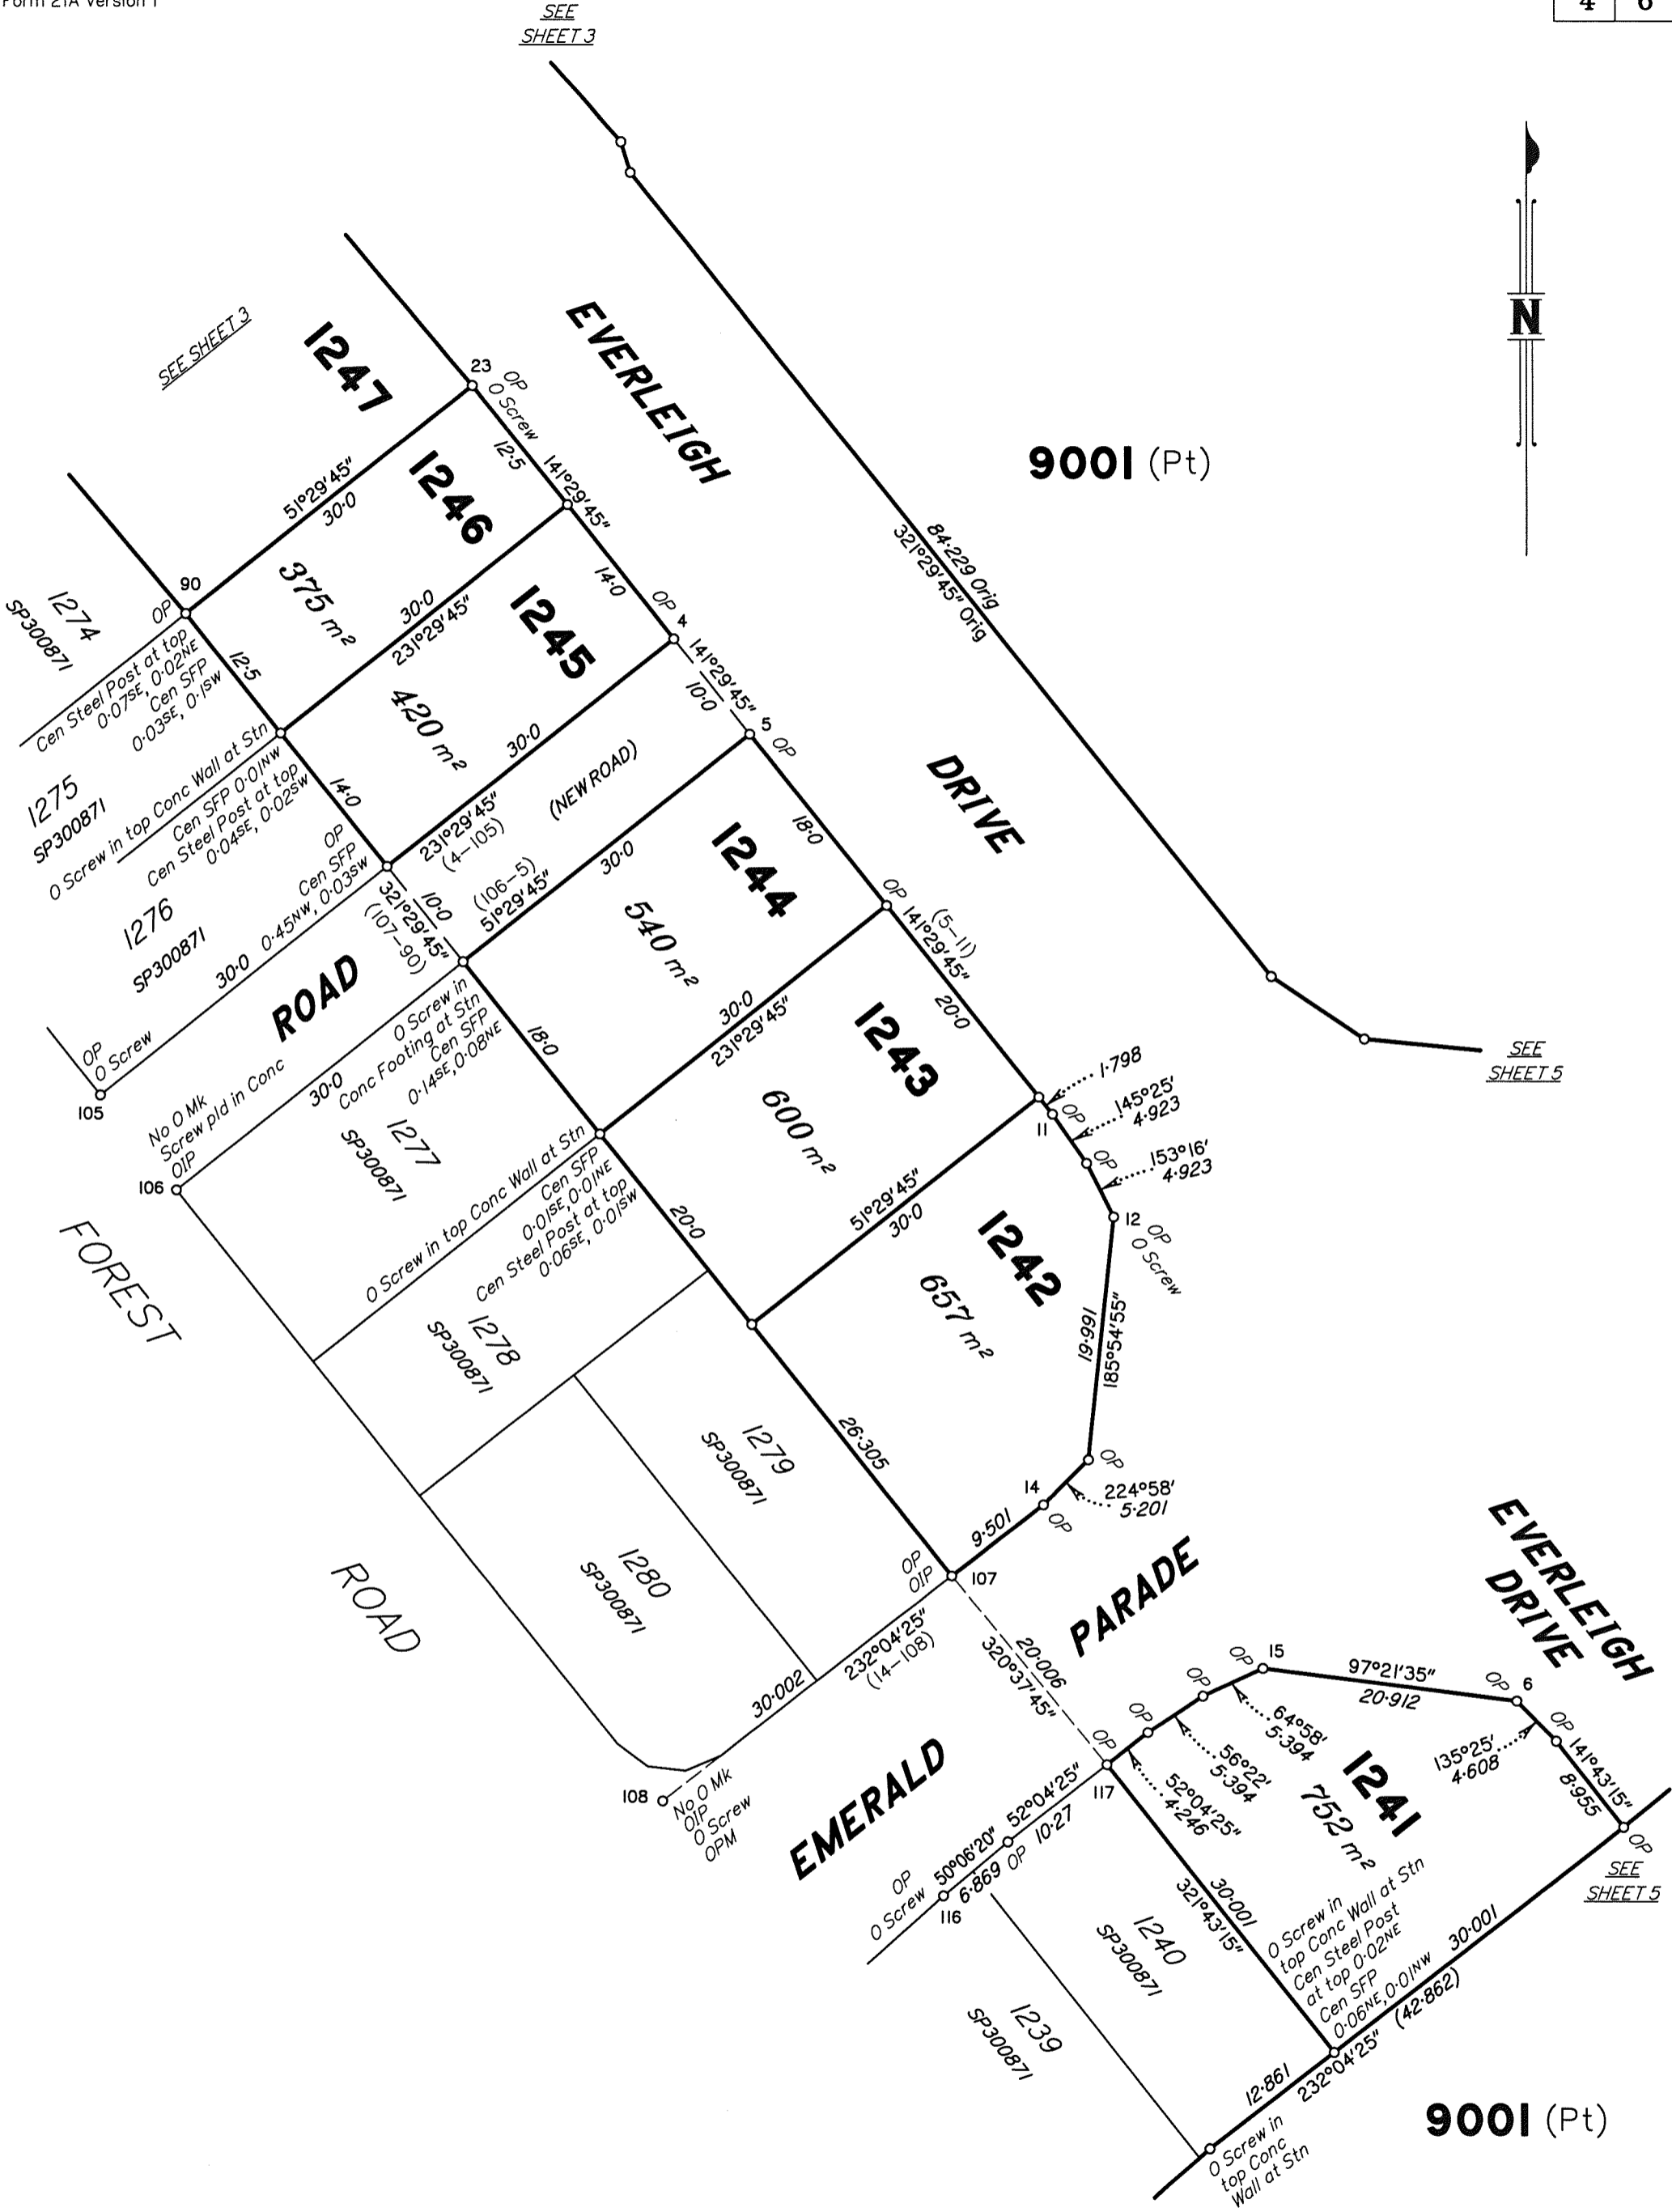 Form 21A Version 1
4 6
SEE
SHEET 3
N
SEE SHEET 3
1247
EVERLEIGH
9001 (Pt)
23
OP
O Screw
12·5
141°29'45"
51°29'45"
30·0
1246
375 m²
84·229 Orig
321°29'45" Orig
90
OP
1274
SP300871
Cen Steel Post at top
0·07SE, 0·02NE
Cen SFP
0·03SE, 0·1SW
12·5
30·0
231°29'45"
14·0
1245
420 m²
OP
4
141°29'45"
10·0
5
OP
1275
SP300871
O Screw in top Conc Wall at Stn
Cen SFP 0·01NW
Cen Steel Post at top
0·04SE, 0·02SW
14·0
30·0
231°29'45"
(4–105)
(NEW ROAD)
DRIVE
1276
SP300871
OP
Cen SFP
0·45NW, 0·03SW
30·0
10·0
321°29'45"
(107–90)
(106–5)
51°29'45"
30·0
18·0
1244
540 m²
OP
(5–11)
141°29'45"
20·0
ROAD
OP
O Screw
105
O Screw in
Conc Footing at Stn
Cen SFP
0·14SE, 0·08NE
18·0
30·0
231°29'45"
1243
600 m²
SEE
SHEET 5
No O Mk
Screw pld in Conc
OIP
106
30·0
1277
SP300871
11
1·798
OP
145°25'
4·923
OP
153°16'
4·923
12
OP
O Screw
O Screw in top Conc Wall at Stn
Cen SFP
0·01SE, 0·01NE
Cen Steel Post at top
0·06SE, 0·01SW
20·0
51°29'45"
30·0
1242
657 m²
FOREST
1278
SP300871
19·991
185°54'55"
26·305
1279
SP300871
OP
224°58'
5·201
14
OP
9·501
OP
OIP
107
ROAD
1280
SP300871
232°04'25"
(14–108)
30·002
20·006
320°37'45"
PARADE
EVERLEIGH
DRIVE
108
No O Mk
OIP
O Screw
OPM
EMERALD
OP
15
97°21'35"
20·912
OP
6
OP
OP
OP
OP
117
64°58'
5·394
56°22'
5·394
52°04'25"
4·246
135°25'
4·608
141°43'15"
8·955
OP
SEE
SHEET 5
1241
752 m²
52°04'25"
10·27
OP
50°06'20"
6·869
OP
O Screw
116
30·001
321°43'15"
1240
SP300871
O Screw in
top Conc Wall at Stn
Cen Steel Post
at top 0·02NE
Cen SFP
0·06NE, 0·01NW
30·001
(42·862)
1239
SP300871
12·861
232°04'25"
O Screw in
top Conc
Wall at Stn
9001 (Pt)